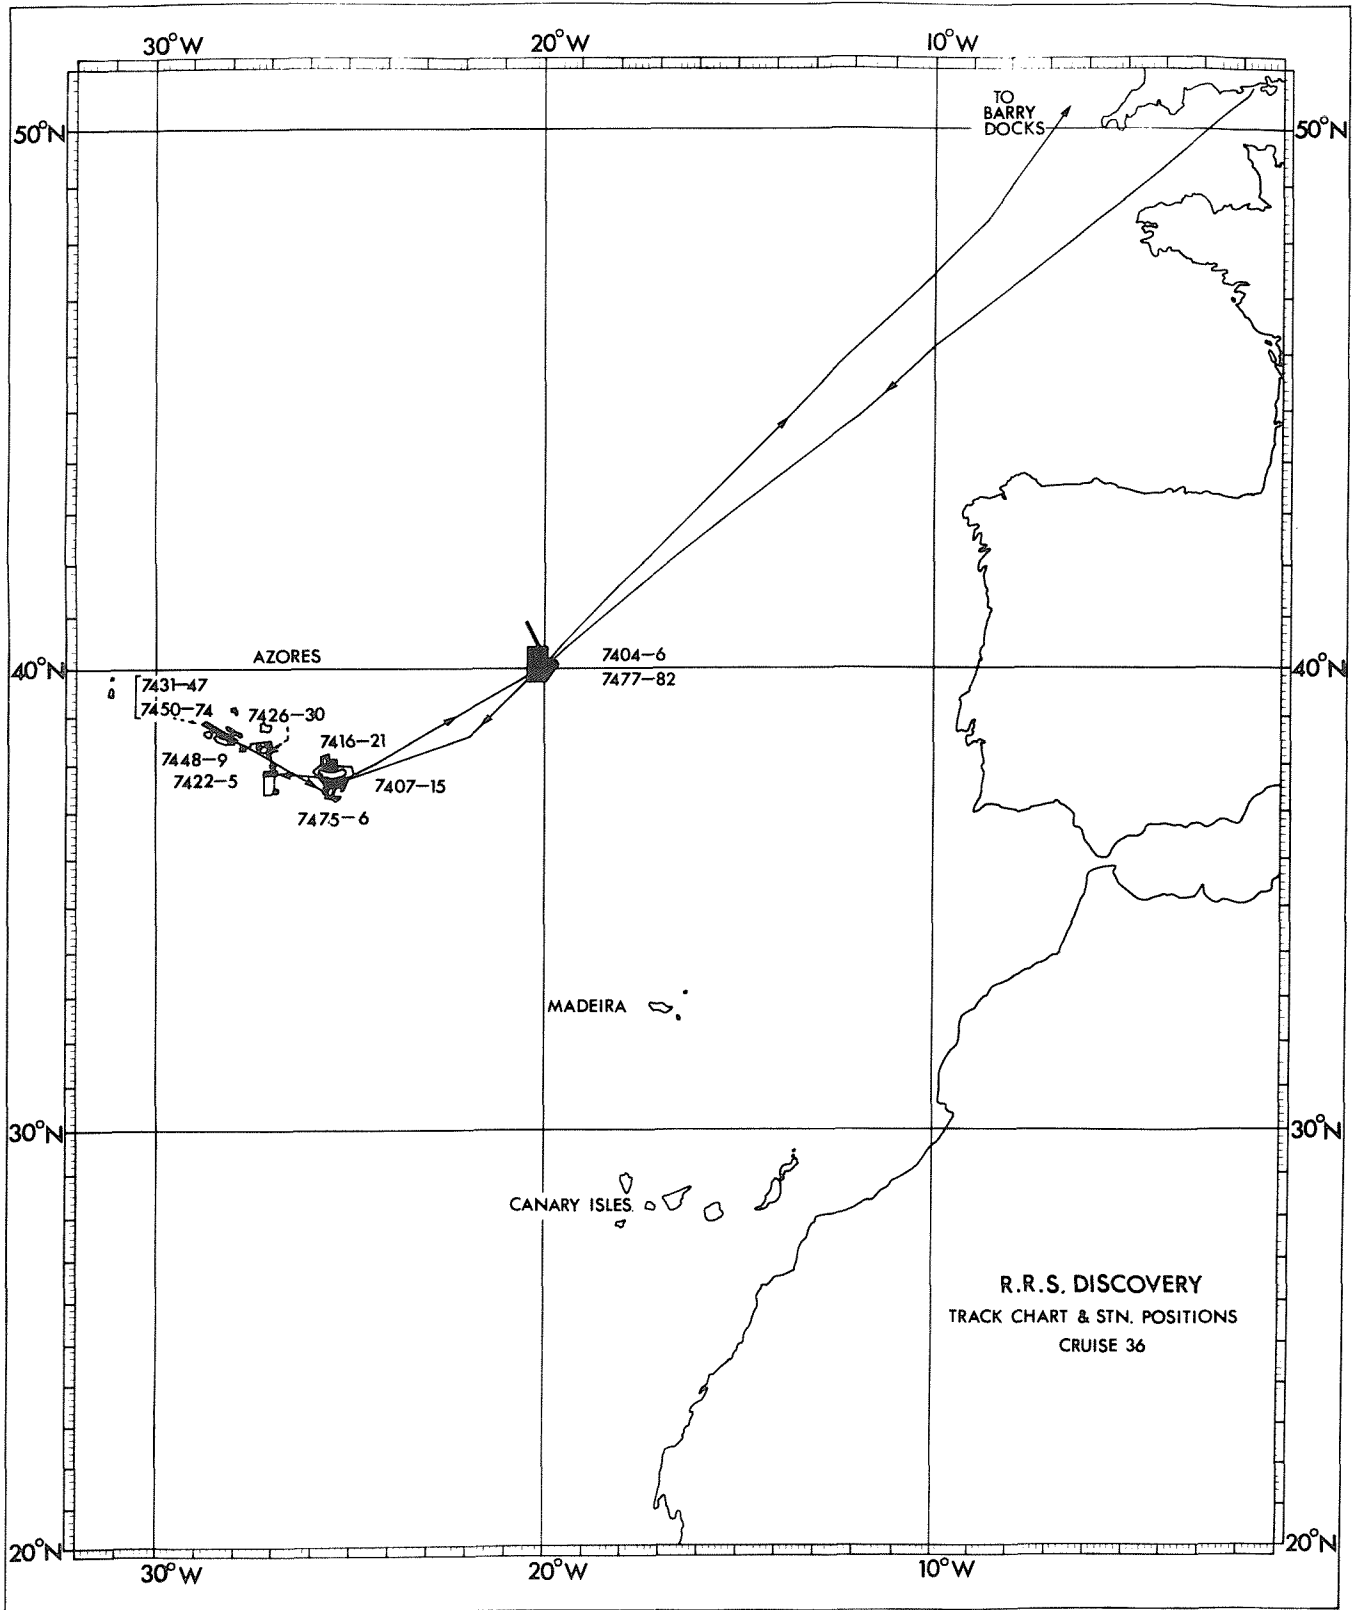 30°W
20°W
10°W
TO
BARRY
DOCKS
50°N
50°N
AZORES
7404-6
40°N
40°N
7477-82
7431-47
7450-74
7426-30
7416-21
7448-9
7422-5
7407-15
7475-6
MADEIRA
30°N
30°N
CANARY ISLES.
R.R.S. DISCOVERY
TRACK CHART & STN. POSITIONS
CRUISE 36
20°N
20°N
30°W
20°W
10°W